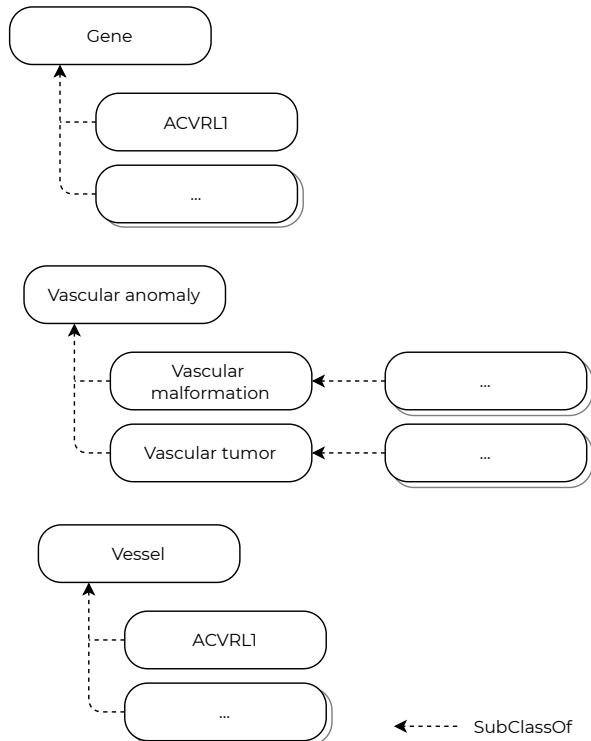 Gene
ACVRL1
...
Vascular anomaly
Vascular
malformation
...
Vascular tumor
...
Vessel
ACVRL1
...
SubClassOf